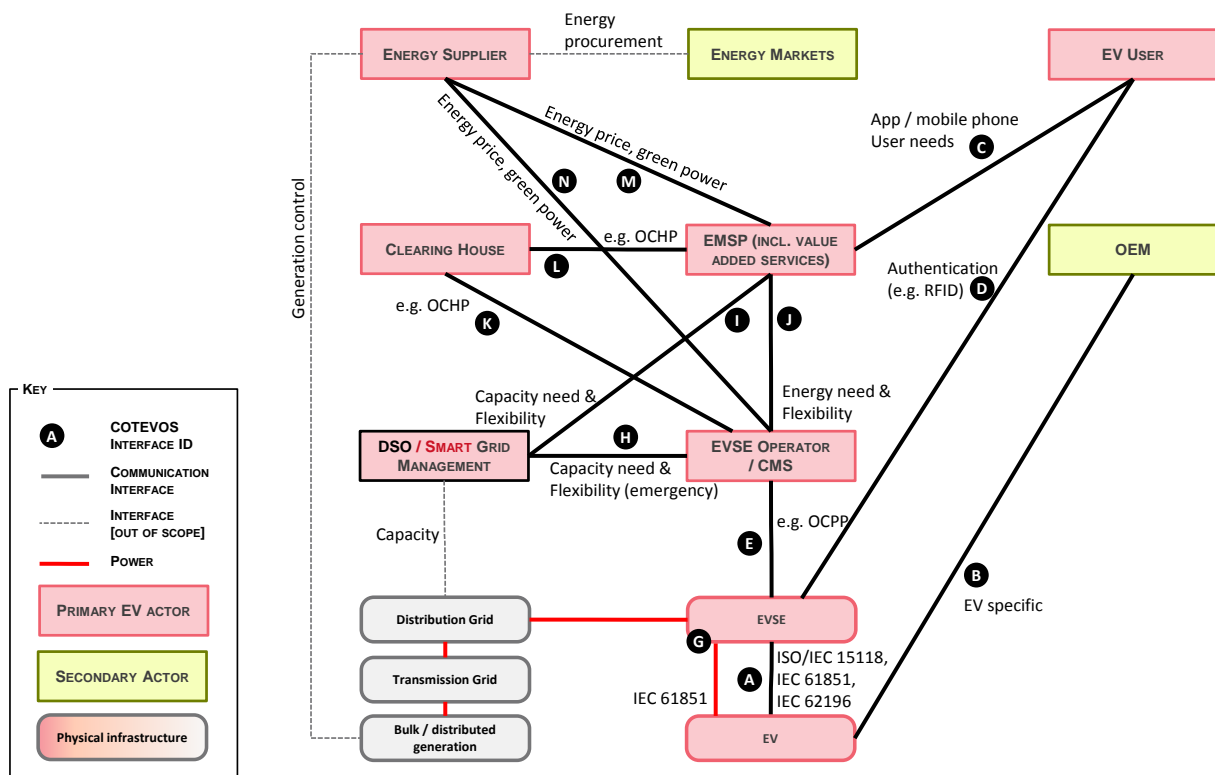 Energy
procurement
ENERGY SUPPLIER
ENERGY MARKETS
EV USER
Energy price, green power
Energy price, green power
App / mobile phone
User needs
C
N
M
Generation control
CLEARING HOUSE
e.g. OCHP
L
EMSP (INCL. VALUE
ADDED SERVICES)
OEM
Authentication
(e.g. RFID)
D
e.g. OCHP
K
I
J
Capacity need &
Flexibility
Energy need &
Flexibility
DSO / SMART GRID
MANAGEMENT
H
Capacity need &
Flexibility (emergency)
EVSE OPERATOR
/ CMS
Capacity
e.g. OCPP
E
B
EV specific
Distribution Grid
EVSE
G
Transmission Grid
IEC 61851
A
ISO/IEC 15118,
IEC 61851,
IEC 62196
Bulk / distributed
generation
EV
KEY
A
COTEVOS
INTERFACE ID
COMMUNICATION
INTERFACE
INTERFACE
[OUT OF SCOPE]
POWER
PRIMARY EV ACTOR
SECONDARY ACTOR
Physical infrastructure